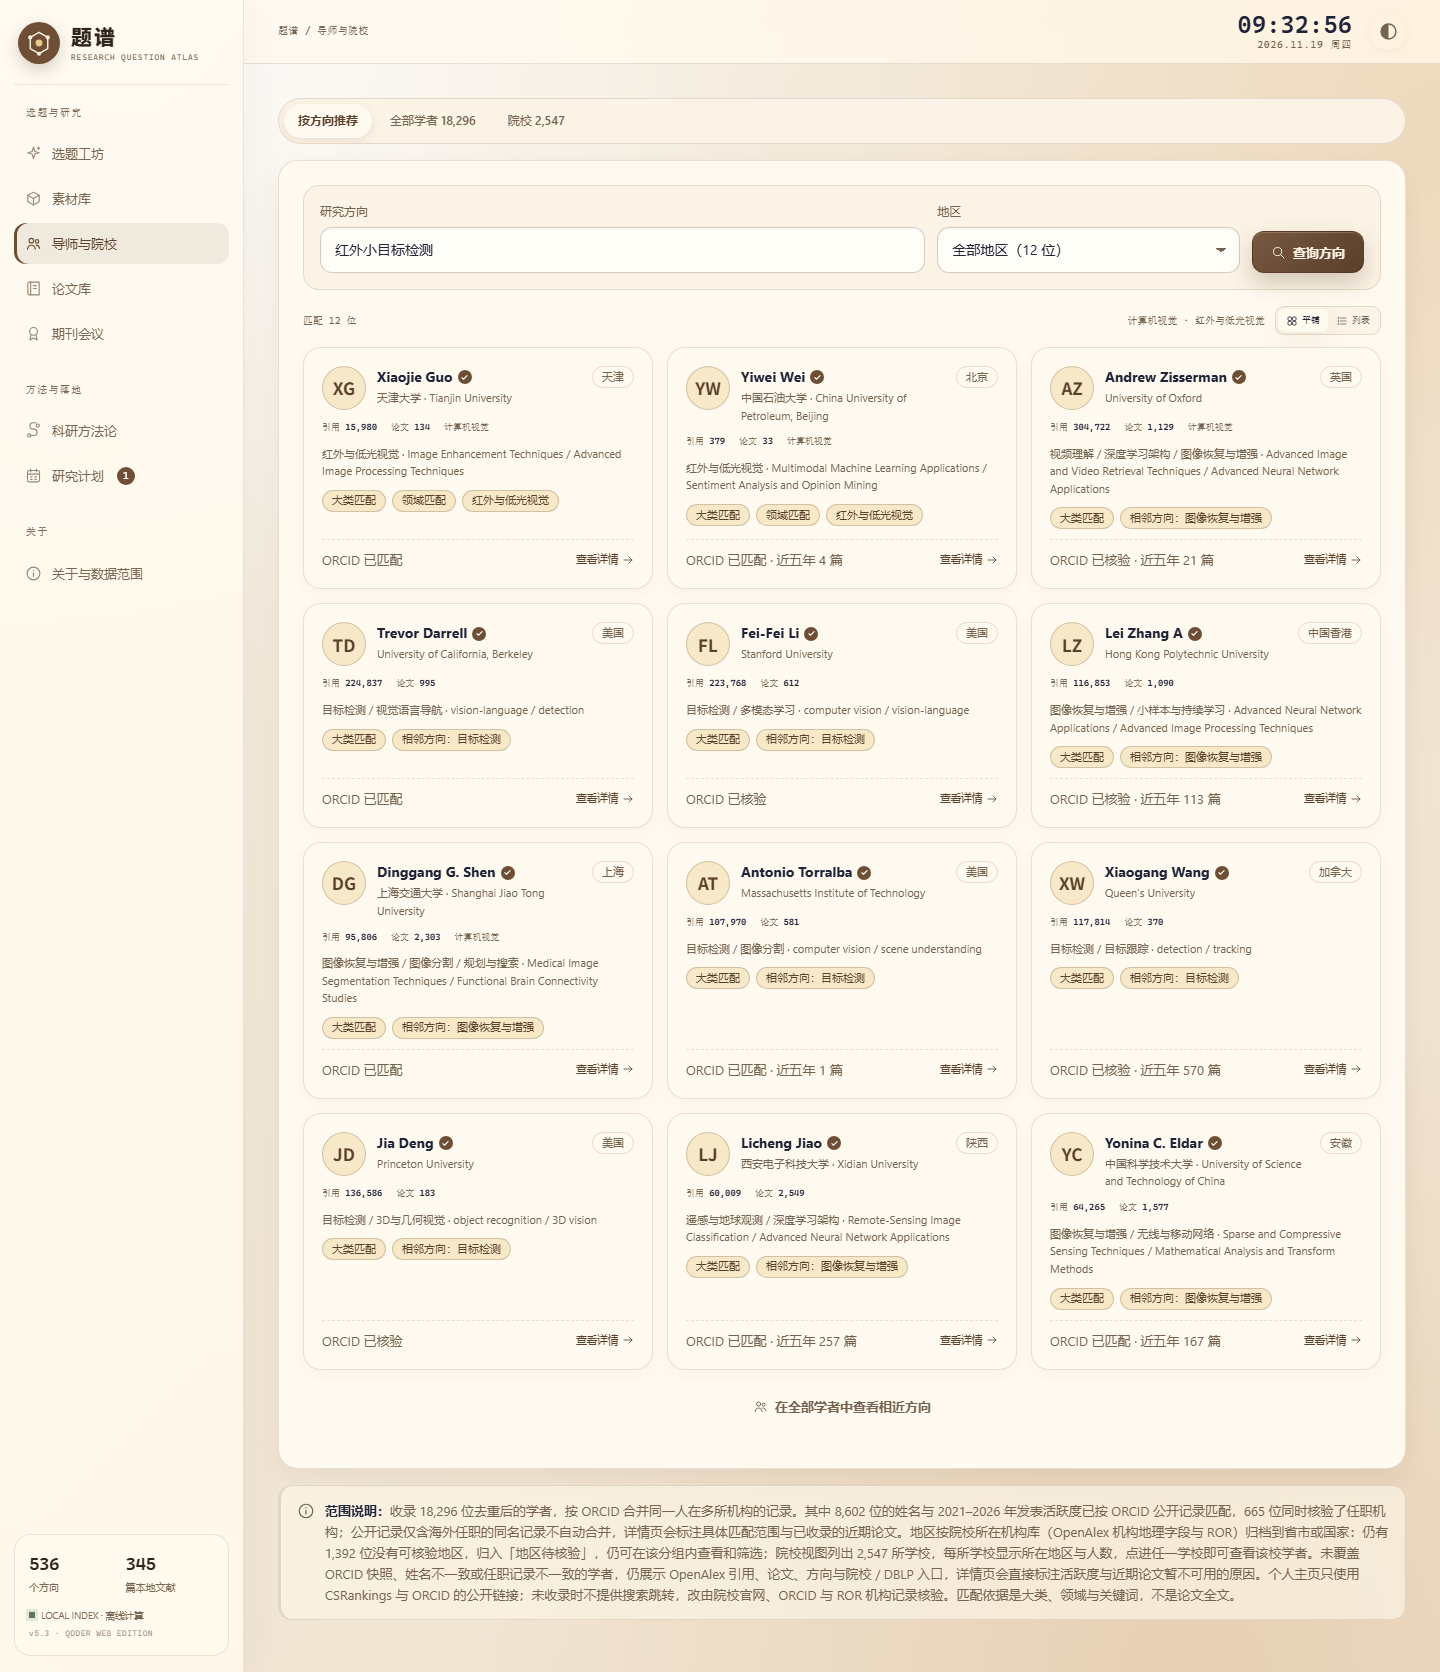 题谱
RESEARCH QUESTION ATLAS
选题与研究
选题工坊
素材库
导师与院校
论文库
期刊会议
方法与落地
科研方法论
研究计划 1
关于
关于与数据范围
536
个方向
345
篇本地文献
LOCAL INDEX · 离线计算
v5.3 · QODER WEB EDITION
题谱 / 导师与院校
09:32:56
2026.11.19 周四
按方向推荐 全部学者 18,296 院校 2,547
研究方向
红外小目标检测
地区
全部地区（12 位）
查询方向
匹配 12 位
计算机视觉 · 红外与低光视觉
平铺 列表
XG
Xiaojie Guo
天津
天津大学 · Tianjin University
引用 15,980 论文 134 计算机视觉
红外与低光视觉 · Image Enhancement Techniques / Advanced
Image Processing Techniques
大类匹配 领域匹配 红外与低光视觉
ORCID 已匹配
查看详情 →
YW
Yiwei Wei
北京
中国石油大学 · China University of
Petroleum, Beijing
引用 379 论文 33 计算机视觉
红外与低光视觉 · Multimodal Machine Learning Applications /
Sentiment Analysis and Opinion Mining
大类匹配 领域匹配 红外与低光视觉
ORCID 已匹配 · 近五年 4 篇
查看详情 →
AZ
Andrew Zisserman
英国
University of Oxford
引用 304,722 论文 1,129 计算机视觉
视频理解 / 深度学习架构 / 图像恢复与增强 · Advanced Image
and Video Retrieval Techniques / Advanced Neural Network
Applications
大类匹配 相邻方向：图像恢复与增强
ORCID 已核验 · 近五年 21 篇
查看详情 →
TD
Trevor Darrell
美国
University of California, Berkeley
引用 224,837 论文 995
目标检测 / 视觉语言导航 · vision-language / detection
大类匹配 相邻方向：目标检测
ORCID 已匹配
查看详情 →
FL
Fei-Fei Li
美国
Stanford University
引用 223,768 论文 612
目标检测 / 多模态学习 · computer vision / vision-language
大类匹配 相邻方向：目标检测
ORCID 已核验
查看详情 →
LZ
Lei Zhang A
中国香港
Hong Kong Polytechnic University
引用 116,853 论文 1,090
图像恢复与增强 / 小样本与持续学习 · Advanced Neural Network
Applications / Advanced Image Processing Techniques
大类匹配 相邻方向：图像恢复与增强
ORCID 已核验 · 近五年 113 篇
查看详情 →
DG
Dinggang G. Shen
上海
上海交通大学 · Shanghai Jiao Tong
University
引用 95,806 论文 2,303 计算机视觉
图像恢复与增强 / 图像分割 / 规划与搜索 · Medical Image
Segmentation Techniques / Functional Brain Connectivity
Studies
大类匹配 相邻方向：图像恢复与增强
ORCID 已匹配
查看详情 →
AT
Antonio Torralba
美国
Massachusetts Institute of Technology
引用 107,970 论文 581
目标检测 / 图像分割 · computer vision / scene understanding
大类匹配 相邻方向：目标检测
ORCID 已匹配 · 近五年 1 篇
查看详情 →
XW
Xiaogang Wang
加拿大
Queen's University
引用 117,814 论文 370
目标检测 / 目标跟踪 · detection / tracking
大类匹配 相邻方向：目标检测
ORCID 已核验 · 近五年 570 篇
查看详情 →
JD
Jia Deng
美国
Princeton University
引用 136,586 论文 183
目标检测 / 3D与几何视觉 · object recognition / 3D vision
大类匹配 相邻方向：目标检测
ORCID 已核验
查看详情 →
LJ
Licheng Jiao
陕西
西安电子科技大学 · Xidian University
引用 60,009 论文 2,549
遥感与地球观测 / 深度学习架构 · Remote-Sensing Image
Classification / Advanced Neural Network Applications
大类匹配 相邻方向：图像恢复与增强
ORCID 已匹配 · 近五年 257 篇
查看详情 →
YC
Yonina C. Eldar
安徽
中国科学技术大学 · University of Science
and Technology of China
引用 64,265 论文 1,577
图像恢复与增强 / 无线与移动网络 · Sparse and Compressive
Sensing Techniques / Mathematical Analysis and Transform
Methods
大类匹配 相邻方向：图像恢复与增强
ORCID 已匹配 · 近五年 167 篇
查看详情 →
在全部学者中查看相近方向
范围说明：收录 18,296 位去重后的学者，按 ORCID 合并同一人在多所机构的记录。其中 8,602 位的姓名与 2021–2026 年发表活跃度已按 ORCID 公开记录匹配，665 位同时核验了任职机
构；公开记录仅含海外任职的同名记录不自动合并，详情页会标注具体匹配范围与已收录的近期论文。地区按院校所在机构库（OpenAlex 机构地理字段与 ROR）归档到省市或国家：仍有
1,392 位没有可核验地区，归入「地区待核验」，仍可在该分组内查看和筛选；院校视图列出 2,547 所学校，每所学校显示所在地区与人数，点进任一学校即可查看该校学者。未覆盖
ORCID 快照、姓名不一致或任职记录不一致的学者，仍展示 OpenAlex 引用、论文、方向与院校 / DBLP 入口，详情页会直接标注活跃度与近期论文暂不可用的原因。个人主页只使用
CSRankings 与 ORCID 的公开链接；未收录时不提供搜索跳转，改由院校官网、ORCID 与 ROR 机构记录核验。匹配依据是大类、领域与关键词，不是论文全文。